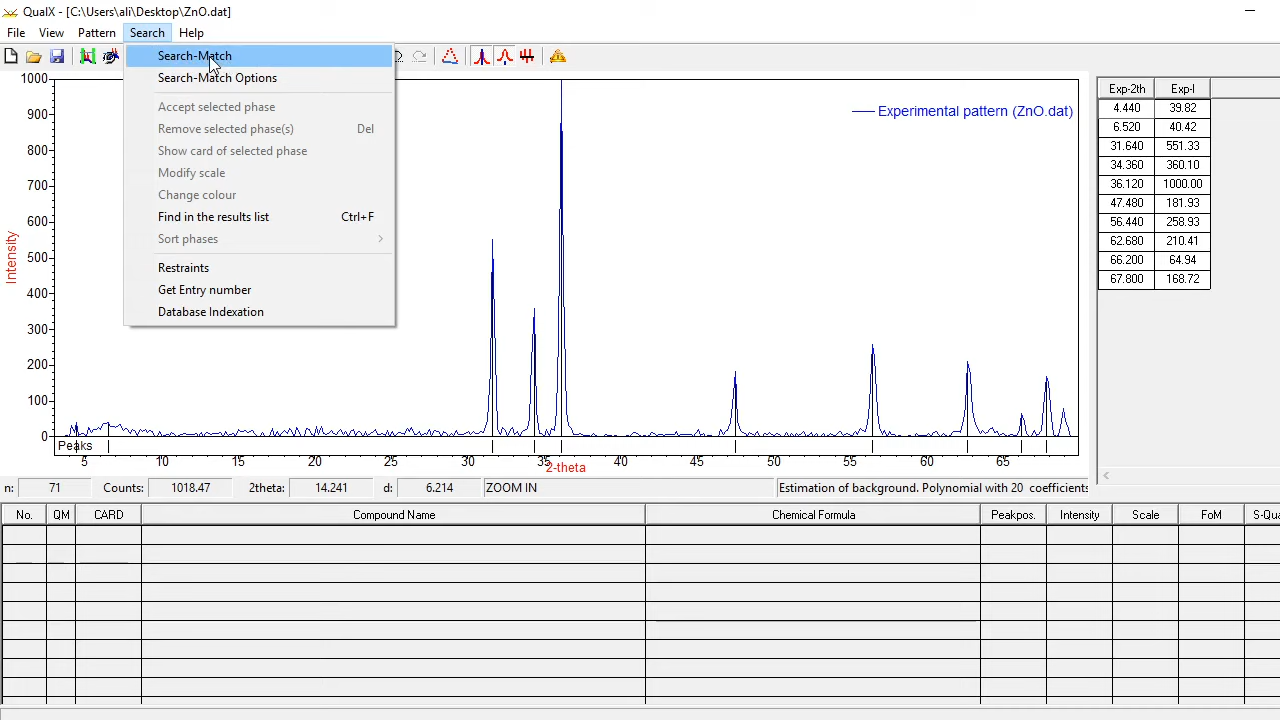 QualX - [C:\Users\ali\Desktop\ZnO.dat]
File View Pattern Search Help
Search-Match
Search-Match Options
Accept selected phase
Remove selected phase(s) Del
Show card of selected phase
Modify scale
Change colour
Find in the results list Ctrl+F
Sort phases
Restraints
Get Entry number
Database Indexation
1000
900
800
700
600
500
400
300
200
100
0
Intensity
Experimental pattern (ZnO.dat)
Peaks
5 10 15 20 25 30 35 40 45 50 55 60 65
2-theta
Exp-2th Exp-I
4.440 39.82
6.520 40.42
31.640 551.33
34.360 360.10
36.120 1000.00
47.480 181.93
56.440 258.93
62.680 210.41
66.200 64.94
67.800 168.72
n: 71 Counts: 1018.47 2theta: 14.241 d: 6.214 ZOOM IN Estimation of background. Polynomial with 20 coefficients
No. QM CARD Compound Name Chemical Formula Peakpos. Intensity Scale FoM S-Qua